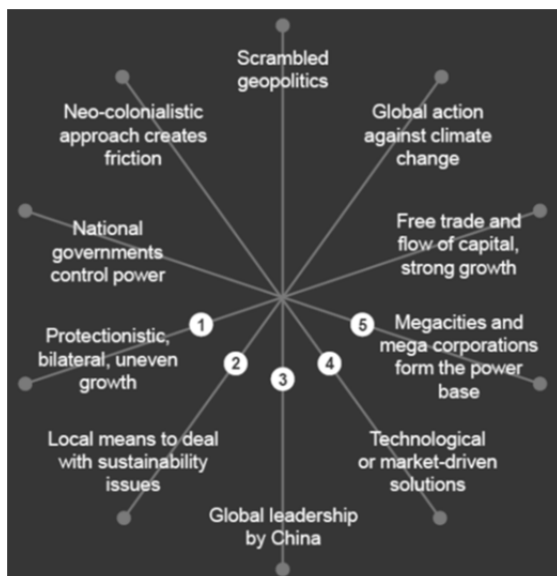 Scrambled
geopolitics
Neo-colonialistic
approach creates
friction
Global action
against climate
change
National
governments
control power
Free trade and
flow of capital,
strong growth
1
5
Protectionistic,
bilateral, uneven
growth
Megacities and
mega corporations
form the power
base
2
3
4
Local means to deal
with sustainability
issues
Technological
or market-driven
solutions
Global leadership
by China